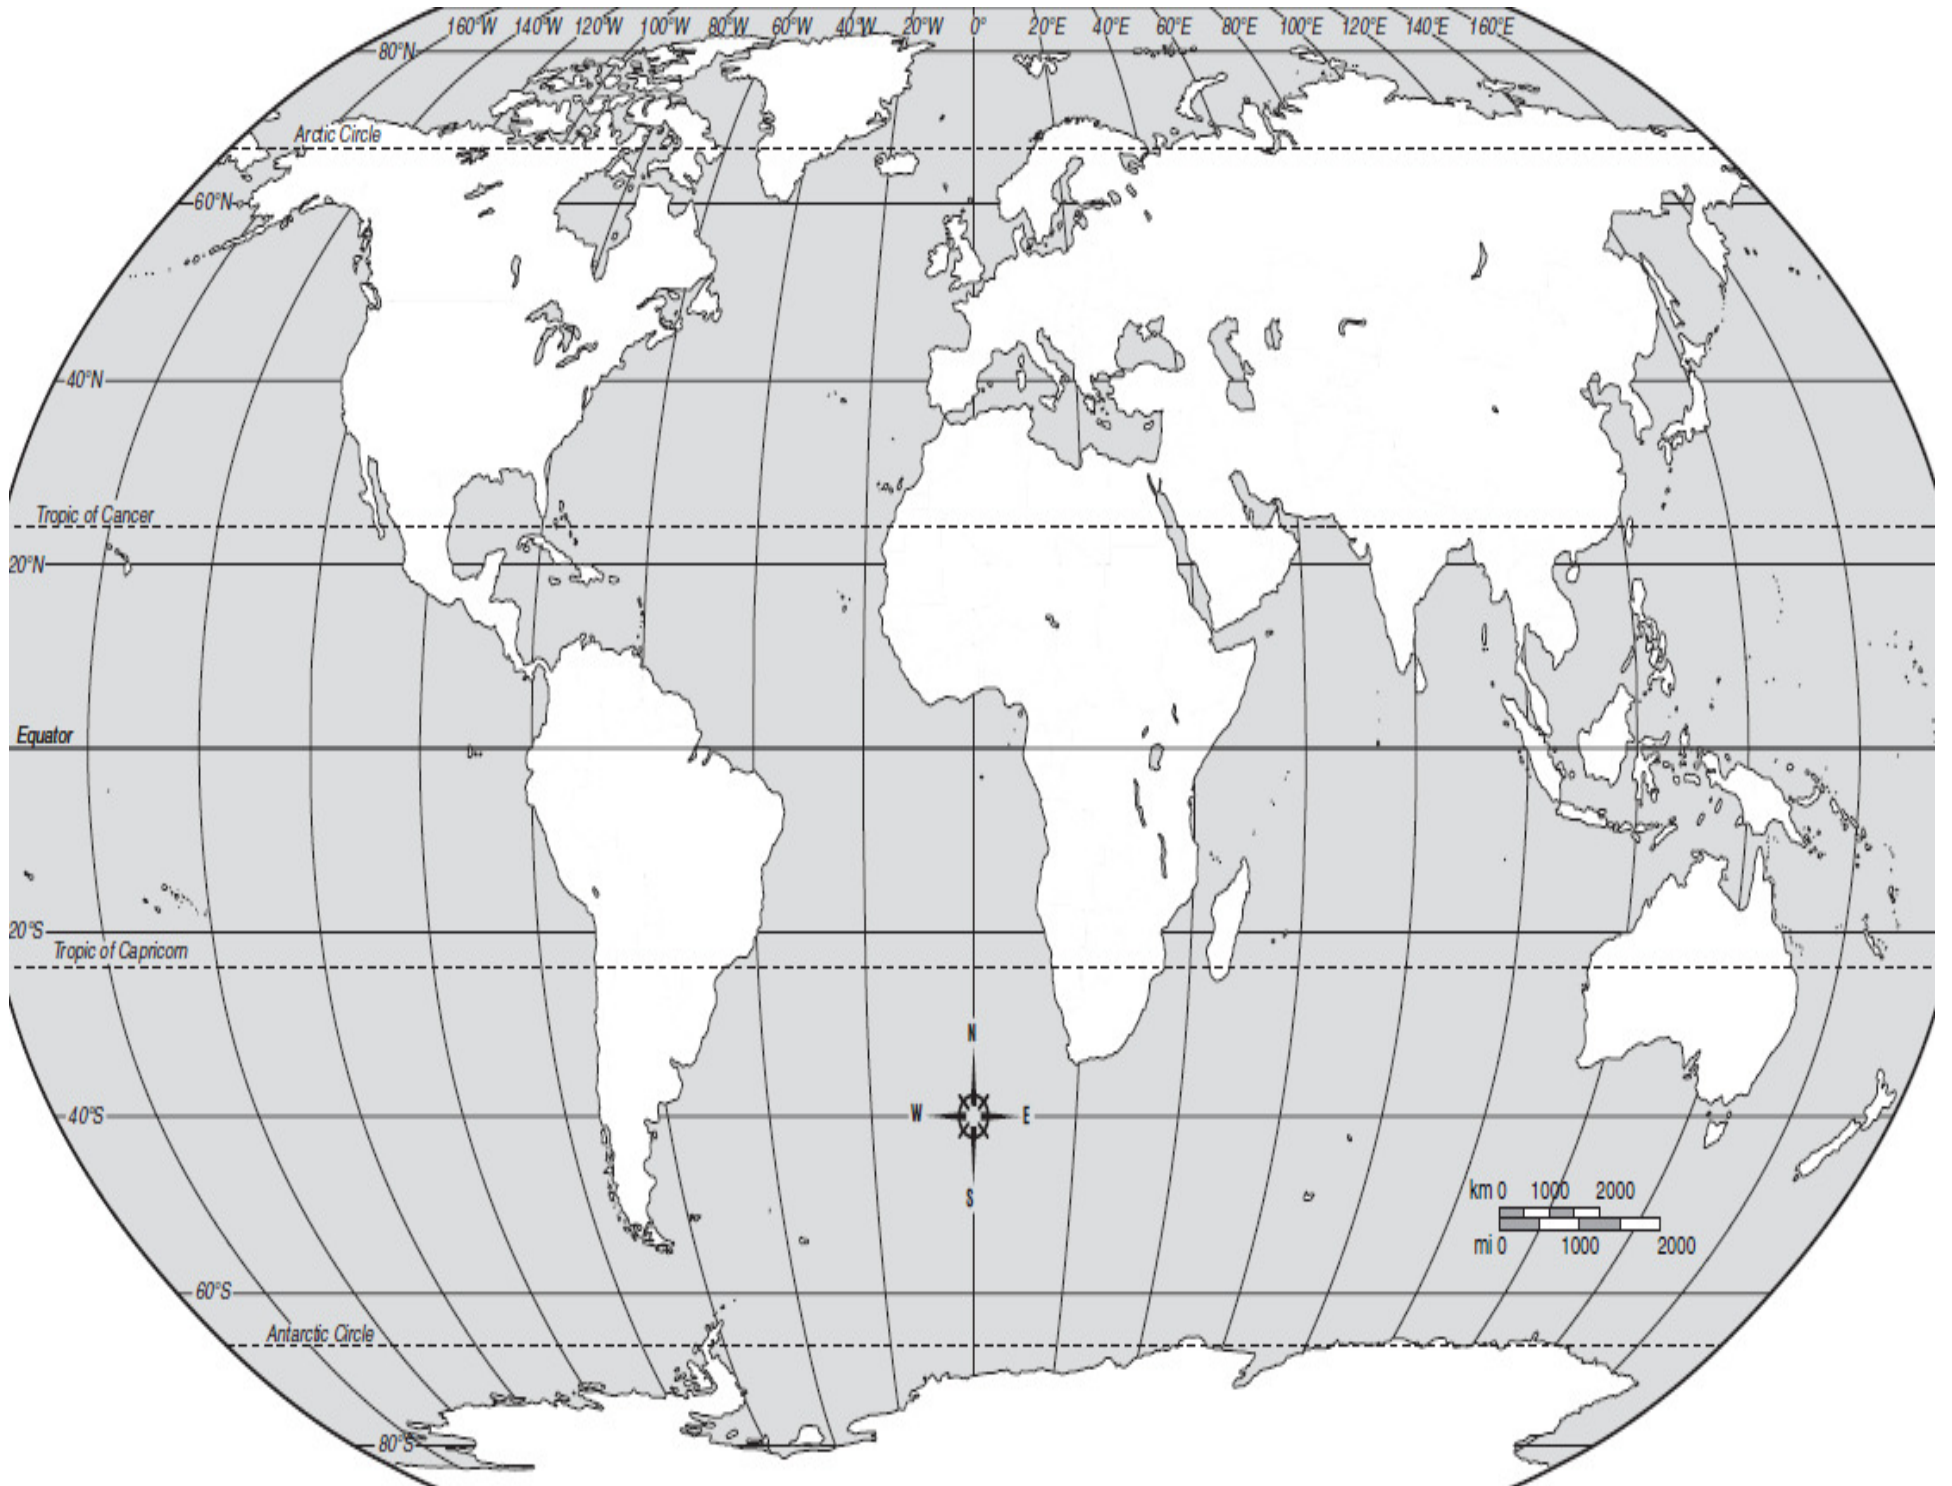 160°W 140°W 120°W 100°W 80°W 60°W 40°W 20°W 0° 20°E 40°E 60°E 80°E 100°E 120°E 140°E 160°E
80°N
Arctic Circle
60°N
40°N
Tropic of Cancer
20°N
Equator
20°S
Tropic of Capricorn
N
40°S W E
S
km 0 1000 2000
mi 0 1000 2000
60°S
Antarctic Circle
80°S